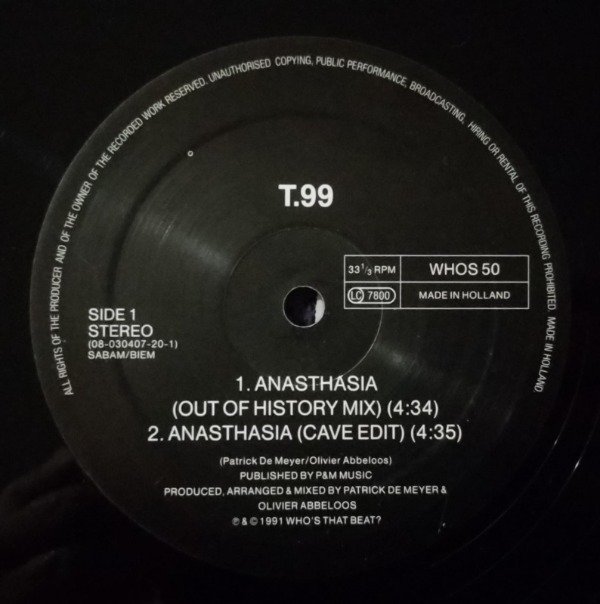 ALL RIGHTS OF THE PRODUCER AND OF THE OWNER OF THE RECORDED WORK RESERVED. UNAUTHORISED COPYING, PUBLIC PERFORMANCE, BROADCASTING, HIRING OR RENTAL OF THIS RECORDING PROHIBITED. MADE IN HOLLAND
T.99
33 1/3 RPM
WHOS 50
LC 7800
MADE IN HOLLAND
SIDE 1
STEREO
(08-030407-20-1)
SABAM/BIEM
1. ANASTHASIA
(OUT OF HISTORY MIX) (4:34)
2. ANASTHASIA (CAVE EDIT) (4:35)
(Patrick De Meyer/Olivier Abbeloos)
PUBLISHED BY P&M MUSIC
PRODUCED, ARRANGED & MIXED BY PATRICK DE MEYER &
OLIVIER ABBELOOS
℗ & © 1991 WHO'S THAT BEAT?